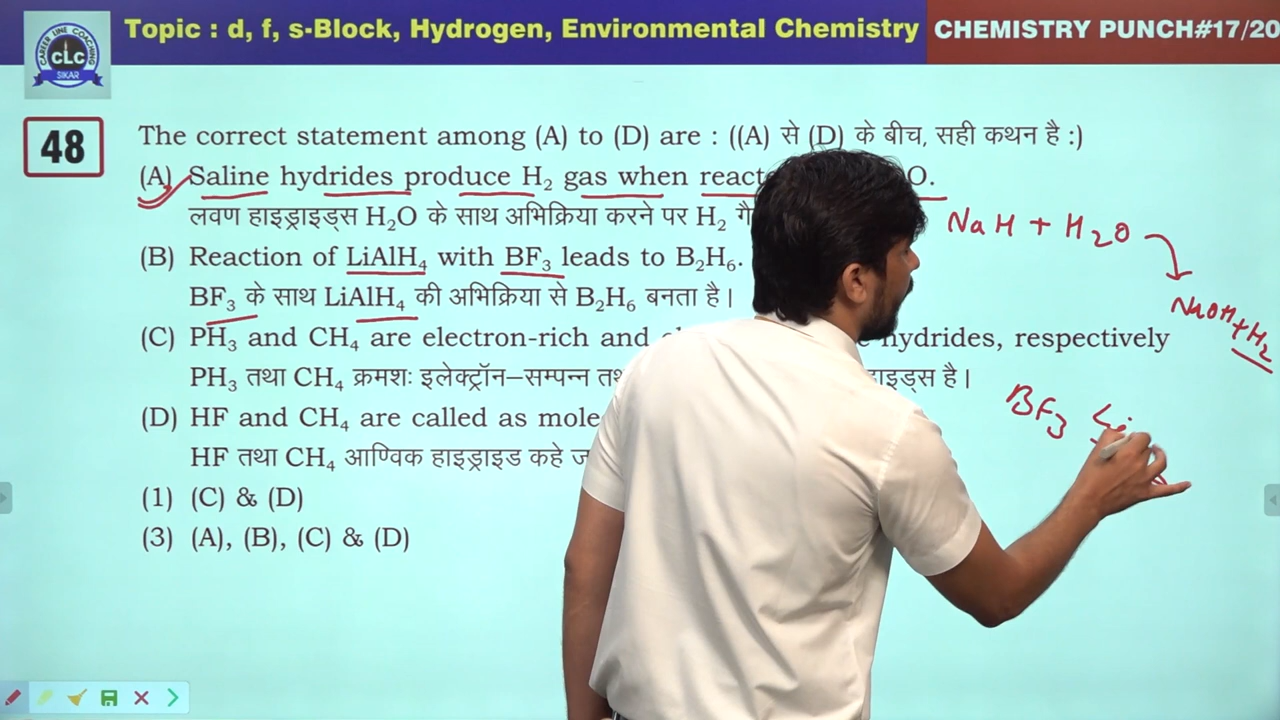 Topic : d, f, s-Block, Hydrogen, Environmental Chemistry
CHEMISTRY PUNCH#17/20
CAREER LINE COACHING
CLC
SIKAR
48
The correct statement among (A) to (D) are : ((A) से (D) के बीच, सही कथन है :)
(A) Saline hydrides produce H₂ gas when react O.
लवण हाइड्राइड्स H₂O के साथ अभिक्रिया करने पर H₂
NaH + H₂O
NaOH + H₂
(B) Reaction of LiAlH₄ with BF₃ leads to B₂H₆.
BF₃ के साथ LiAlH₄ की अभिक्रिया से B₂H₆ बनता है।
(C) PH₃ and CH₄ are electron-rich and hydrides, respectively
PH₃ तथा CH₄ क्रमशः इलेक्ट्रॉन–सम्पन्न है।
BF₃ Li
(D) HF and CH₄ are called as mole
HF तथा CH₄ आण्विक हाइड्राइड कहे
(1) (C) & (D)
(3) (A), (B), (C) & (D)